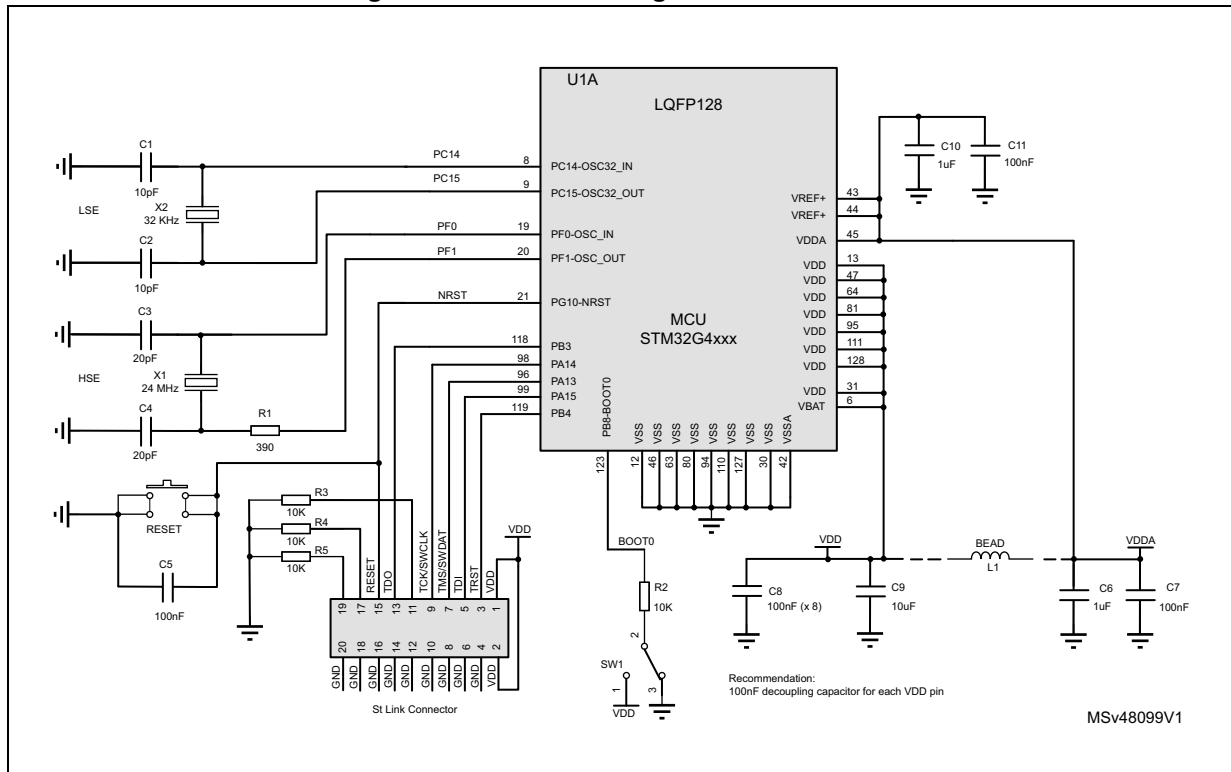 U1A
LQFP128
MCU
STM32G4xxx
C1
10pF
LSE
X2
32 KHz
C2
10pF
C3
20pF
HSE
X1
24 MHz
C4
20pF
R1
390
PC14
8
PC14-OSC32_IN
PC15
9
PC15-OSC32_OUT
PF0
19
PF0-OSC_IN
PF1
20
PF1-OSC_OUT
NRST
21
PG10-NRST
118
PB3
98
PA14
96
PA13
99
PA15
119
PB4
C10
1uF
C11
100nF
VREF+
43
VREF+
44
VDDA
45
VDD
13
VDD
47
VDD
64
VDD
81
VDD
95
VDD
111
VDD
128
VDD
31
VBAT
6
PB8-BOOT0
123
VSS
12
VSS
46
VSS
63
VSS
80
VSS
94
VSS
110
VSS
127
VSS
30
VSSA
42
RESET
C5
100nF
R3
10K
R4
10K
R5
10K
RESET
TDO
TCK/SWCLK
TMS/SWDAT
TDI
TRST
VDD
VDD
19
17
15
13
11
9
7
5
3
1
20
18
16
14
12
10
8
6
4
2
GND
GND
GND
GND
GND
GND
GND
GND
GND
VDD
St Link Connector
BOOT0
R2
10K
2
SW1
1
3
VDD
VDD
C8
100nF (x 8)
C9
10uF
BEAD
L1
VDDA
C6
1uF
C7
100nF
Recommendation:
100nF decoupling capacitor for each VDD pin
MSv48099V1